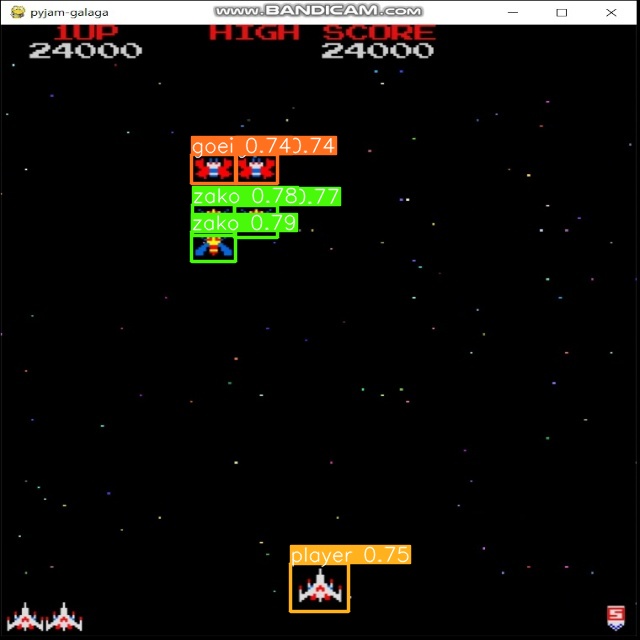 pyjam-galaga
www.BANDICAM.com
1UP HIGH SCORE
24000 24000
goei 0.74 0.74
zako 0.78 0.77
zako 0.79
player 0.75
5